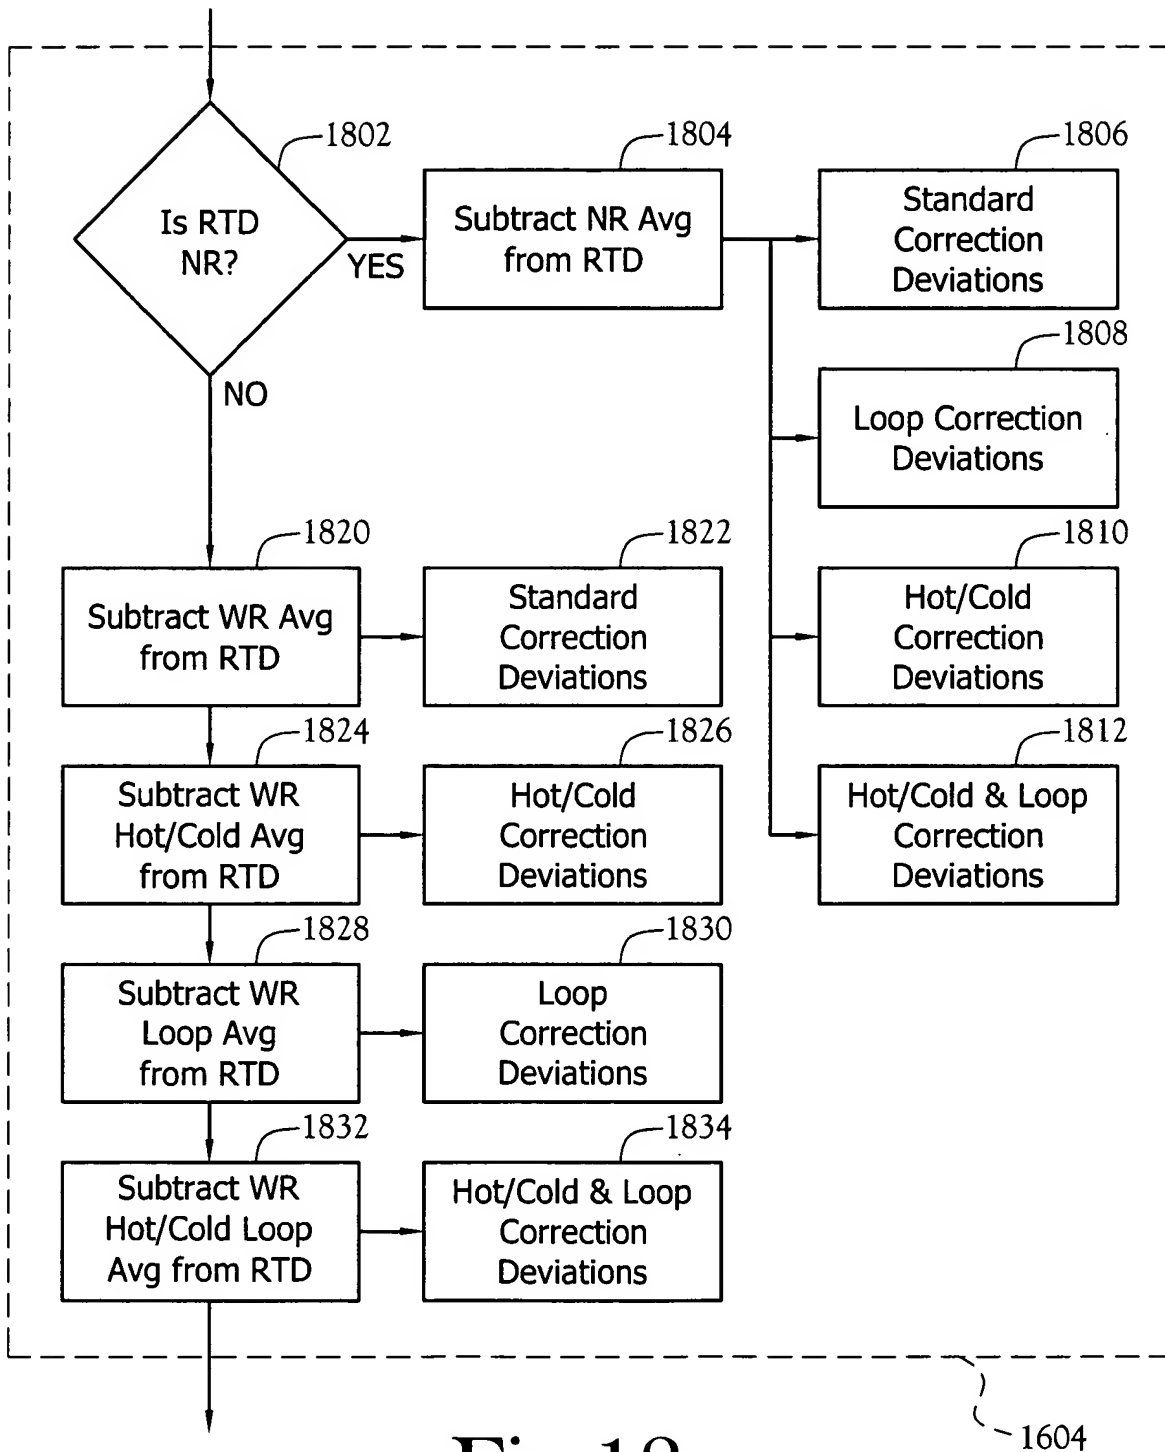 1802
1804
1806
Is RTD
NR?
YES
NO
Subtract NR Avg
from RTD
Standard
Correction
Deviations
1808
Loop Correction
Deviations
1810
Hot/Cold
Correction
Deviations
1812
Hot/Cold & Loop
Correction
Deviations
1820
Subtract WR Avg
from RTD
1822
Standard
Correction
Deviations
1824
Subtract WR
Hot/Cold Avg
from RTD
1826
Hot/Cold
Correction
Deviations
1828
Subtract WR
Loop Avg
from RTD
1830
Loop
Correction
Deviations
1832
Subtract WR
Hot/Cold Loop
Avg from RTD
1834
Hot/Cold & Loop
Correction
Deviations
1604
Fig.18